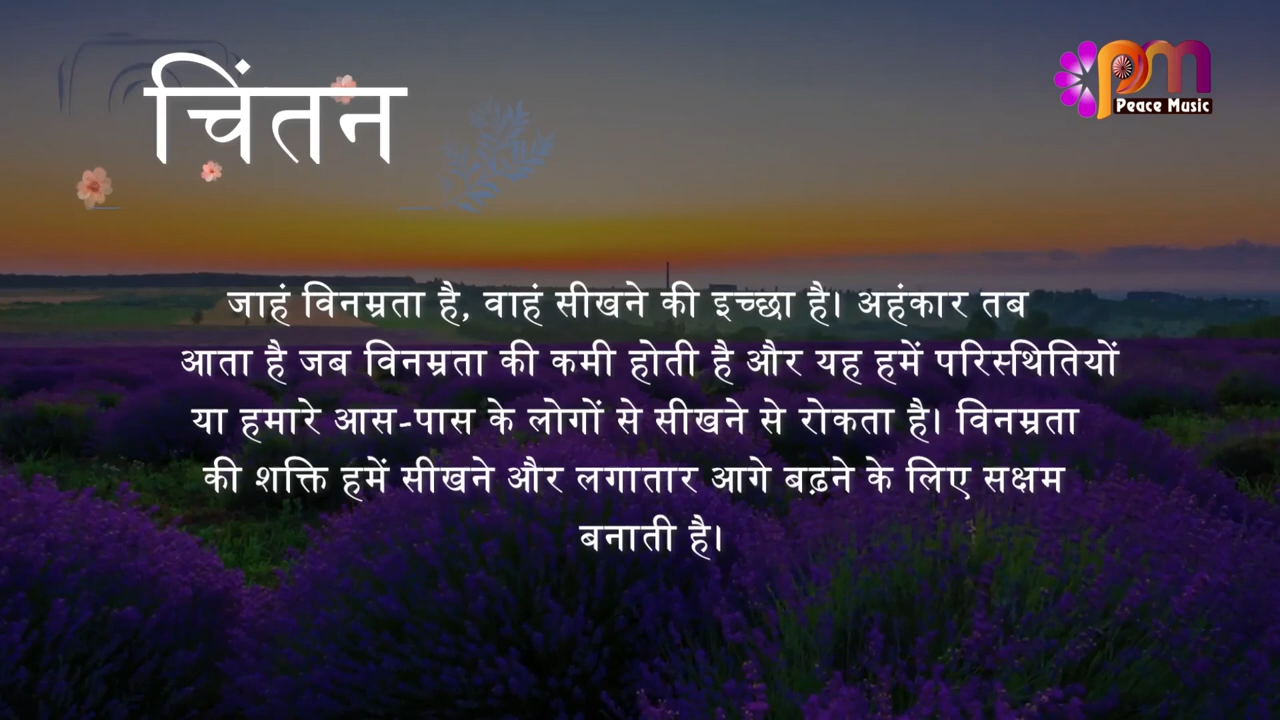 चिंतन
pm
Peace Music
जाहं विनम्रता है, वाहं सीखने की इच्छा है। अहंकार तब
आता है जब विनम्रता की कमी होती है और यह हमें परिस्थितियों
या हमारे आस-पास के लोगों से सीखने से रोकता है। विनम्रता
की शक्ति हमें सीखने और लगातार आगे बढ़ने के लिए सक्षम
बनाती है।